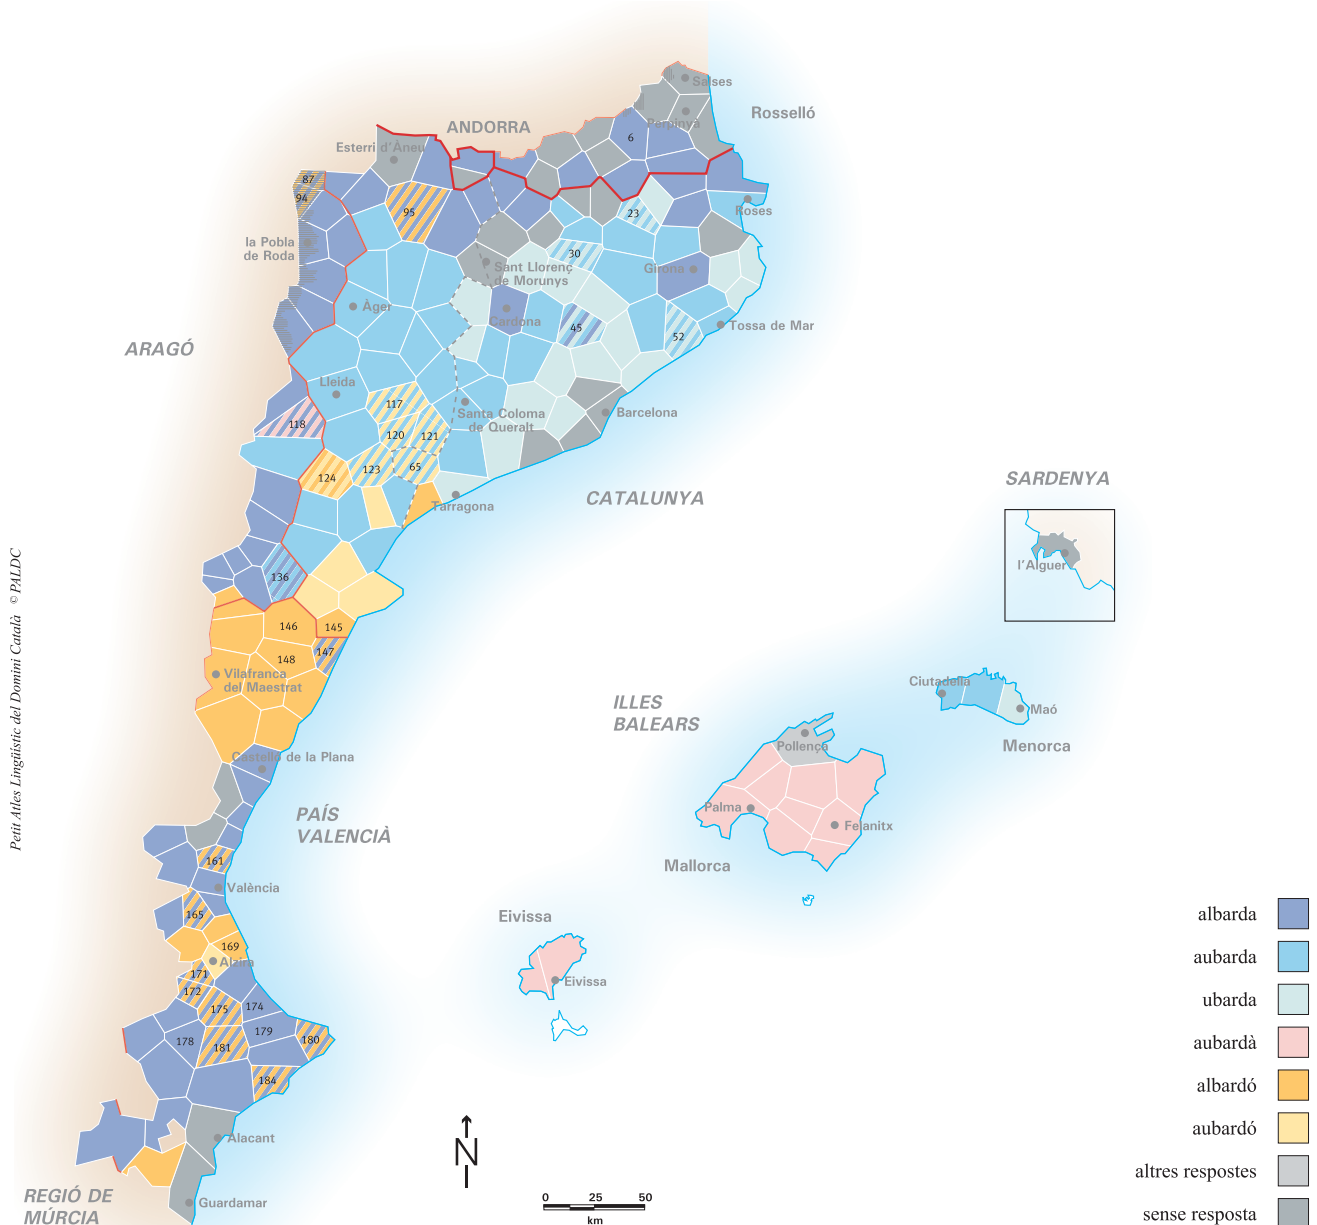 Salses
Rosselló
Perpinyà
ANDORRA
6
Esterri d'Àneu
87
94
95
23
Roses
la Pobla
de Roda
30
Girona
Sant Llorenç
de Morunys
Àger
Cardona
45
52
Tossa de Mar
ARAGÓ
Lleida
117
Santa Coloma
de Queralt
Barcelona
118
120
121
123
65
124
Tarragona
CATALUNYA
SARDENYA
l'Alguer
136
146
145
147
148
Vilafranca
del Maestrat
Castelló de la Plana
ILLES
BALEARS
Ciutadella
Maó
Menorca
Pollença
Palma
Felanitx
Mallorca
PAÍS
VALENCIÀ
161
València
165
169
Alzira
171
172
175
174
179
178
181
180
184
Eivissa
Eivissa
Alacant
Guardamar
REGIÓ DE
MÚRCIA
N
0 25 50
km
Petit Atles Lingüístic del Domini Català © PALDC
albarda
aubarda
ubarda
aubardà
albardó
aubardó
altres respostes
sense resposta